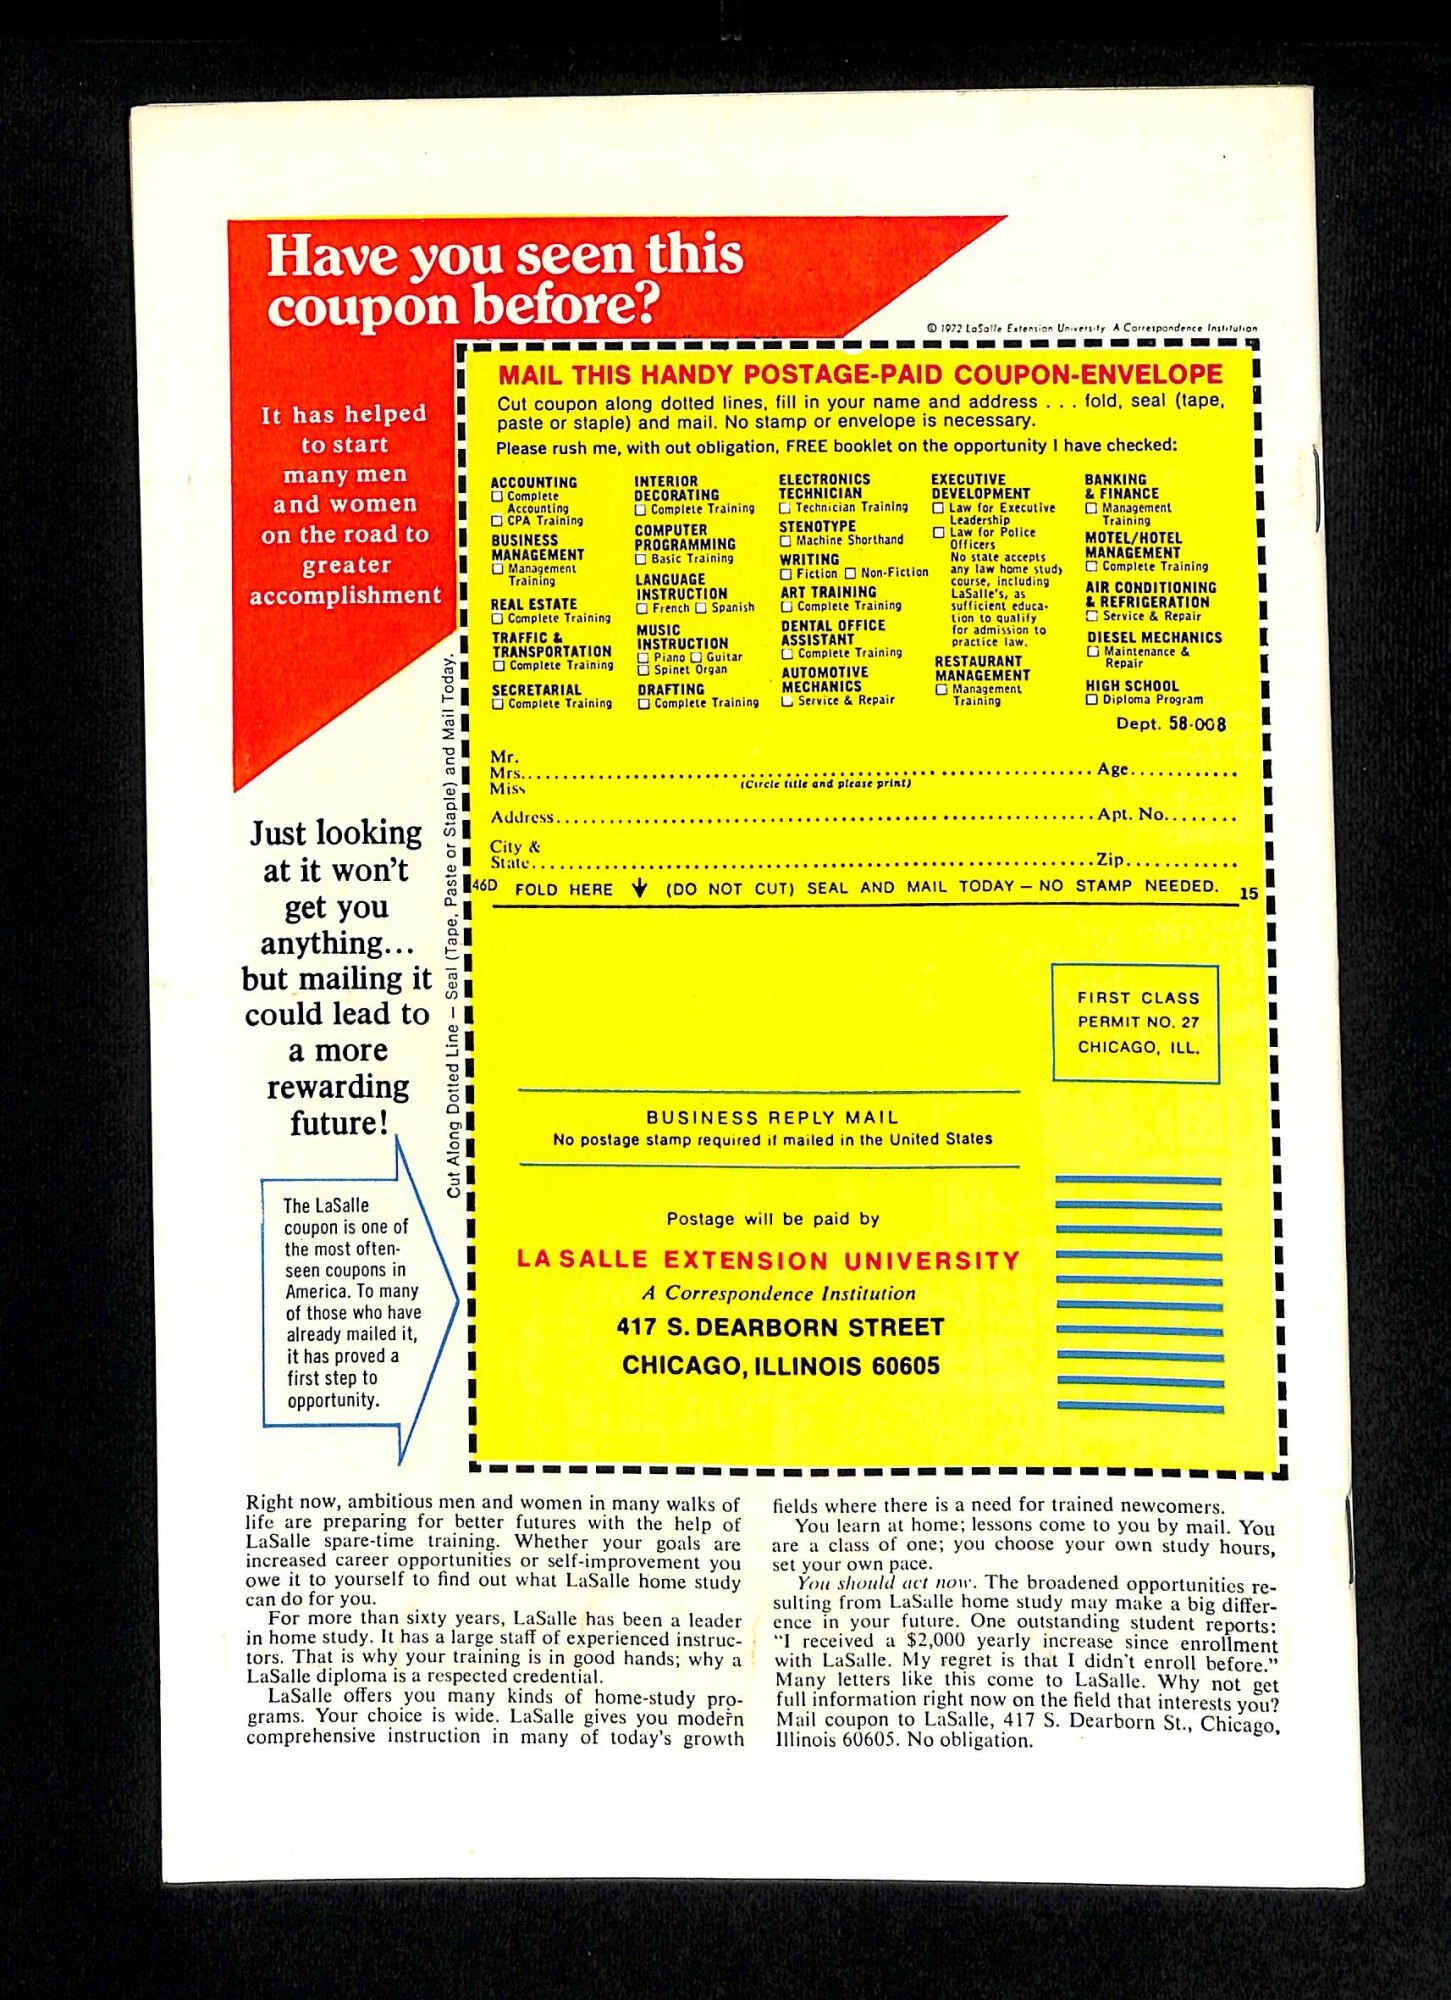 Have you seen this
coupon before?
© 1972 LaSalle Extension University A Correspondence Institution
It has helped
to start
many men
and women
on the road to
greater
accomplishment
MAIL THIS HANDY POSTAGE-PAID COUPON-ENVELOPE
Cut coupon along dotted lines, fill in your name and address . . . fold, seal (tape,
paste or staple) and mail. No stamp or envelope is necessary.
Please rush me, with out obligation, FREE booklet on the opportunity I have checked:
ACCOUNTING
☐ Complete
Accounting
☐ CPA Training
BUSINESS
MANAGEMENT
☐ Management
Training
REAL ESTATE
☐ Complete Training
TRAFFIC &
TRANSPORTATION
☐ Complete Training
SECRETARIAL
☐ Complete Training
INTERIOR
DECORATING
☐ Complete Training
COMPUTER
PROGRAMMING
☐ Basic Training
LANGUAGE
INSTRUCTION
☐ French ☐ Spanish
MUSIC
INSTRUCTION
☐ Piano ☐ Guitar
☐ Spinet Organ
DRAFTING
☐ Complete Training
ELECTRONICS
TECHNICIAN
☐ Technician Training
STENOTYPE
☐ Machine Shorthand
WRITING
☐ Fiction ☐ Non-Fiction
ART TRAINING
☐ Complete Training
DENTAL OFFICE
ASSISTANT
☐ Complete Training
AUTOMOTIVE
MECHANICS
☐ Service & Repair
EXECUTIVE
DEVELOPMENT
☐ Law for Executive
Leadership
☐ Law for Police
Officers
No state accepts
any law home study
course, including
LaSalle's, as
sufficient educa-
tion to qualify
for admission to
practice law.
RESTAURANT
MANAGEMENT
☐ Management
Training
BANKING
& FINANCE
☐ Management
Training
MOTEL/HOTEL
MANAGEMENT
☐ Complete Training
AIR CONDITIONING
& REFRIGERATION
☐ Service & Repair
DIESEL MECHANICS
☐ Maintenance &
Repair
HIGH SCHOOL
☐ Diploma Program
Dept. 58-008
Mr.
Mrs. Age
Miss (Circle title and please print)
Address Apt. No.
City &
State Zip
46D FOLD HERE ↓ (DO NOT CUT) SEAL AND MAIL TODAY — NO STAMP NEEDED. 15
Cut Along Dotted Line — Seal (Tape, Paste or Staple) and Mail Today.
Just looking
at it won't
get you
anything...
but mailing it
could lead to
a more
rewarding
future!
The LaSalle
coupon is one of
the most often-
seen coupons in
America. To many
of those who have
already mailed it,
it has proved a
first step to
opportunity.
FIRST CLASS
PERMIT NO. 27
CHICAGO, ILL.
BUSINESS REPLY MAIL
No postage stamp required if mailed in the United States
Postage will be paid by
LA SALLE EXTENSION UNIVERSITY
A Correspondence Institution
417 S. DEARBORN STREET
CHICAGO, ILLINOIS 60605
Right now, ambitious men and women in many walks of
life are preparing for better futures with the help of
LaSalle spare-time training. Whether your goals are
increased career opportunities or self-improvement you
owe it to yourself to find out what LaSalle home study
can do for you.
For more than sixty years, LaSalle has been a leader
in home study. It has a large staff of experienced instruc-
tors. That is why your training is in good hands; why a
LaSalle diploma is a respected credential.
LaSalle offers you many kinds of home-study pro-
grams. Your choice is wide. LaSalle gives you modern
comprehensive instruction in many of today's growth
fields where there is a need for trained newcomers.
You learn at home; lessons come to you by mail. You
are a class of one; you choose your own study hours,
set your own pace.
You should act now. The broadened opportunities re-
sulting from LaSalle home study may make a big differ-
ence in your future. One outstanding student reports:
"I received a $2,000 yearly increase since enrollment
with LaSalle. My regret is that I didn't enroll before."
Many letters like this come to LaSalle. Why not get
full information right now on the field that interests you?
Mail coupon to LaSalle, 417 S. Dearborn St., Chicago,
Illinois 60605. No obligation.